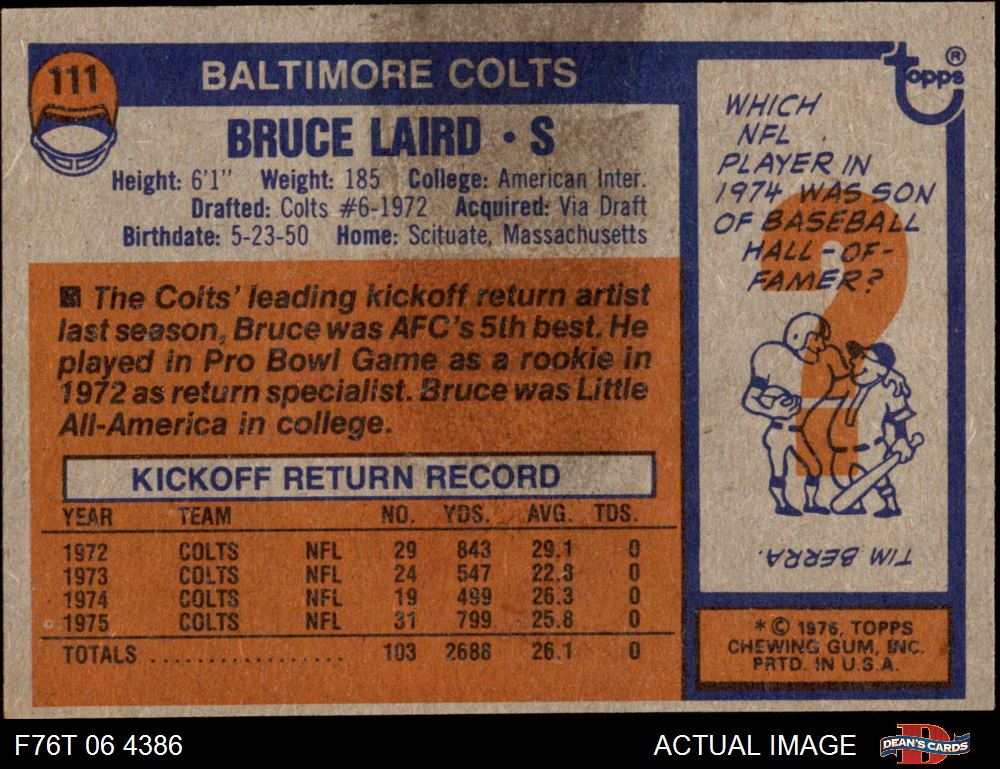 111
BALTIMORE COLTS
BRUCE LAIRD • S
Height: 6'1" Weight: 185 College: American Inter.
Drafted: Colts #6-1972 Acquired: Via Draft
Birthdate: 5-23-50 Home: Scituate, Massachusetts
The Colts' leading kickoff return artist
last season, Bruce was AFC's 5th best. He
played in Pro Bowl Game as a rookie in
1972 as return specialist. Bruce was Little
All-America in college.
KICKOFF RETURN RECORD
YEAR TEAM NO. YDS. AVG. TDS.
1972 COLTS NFL 29 843 29.1 0
1973 COLTS NFL 24 547 22.8 0
1974 COLTS NFL 19 499 26.3 0
1975 COLTS NFL 31 799 25.8 0
TOTALS .................. 103 2688 26.1 0
Topps ®
WHICH
NFL
PLAYER IN
1974 WAS SON
OF BASEBALL
HALL-OF-
FAMER?
?
TIM BERRA.
* © 1976, TOPPS
CHEWING GUM, INC.
PRTD. IN U.S.A.
F76T 06 4386
ACTUAL IMAGE
DEAN'S CARDS